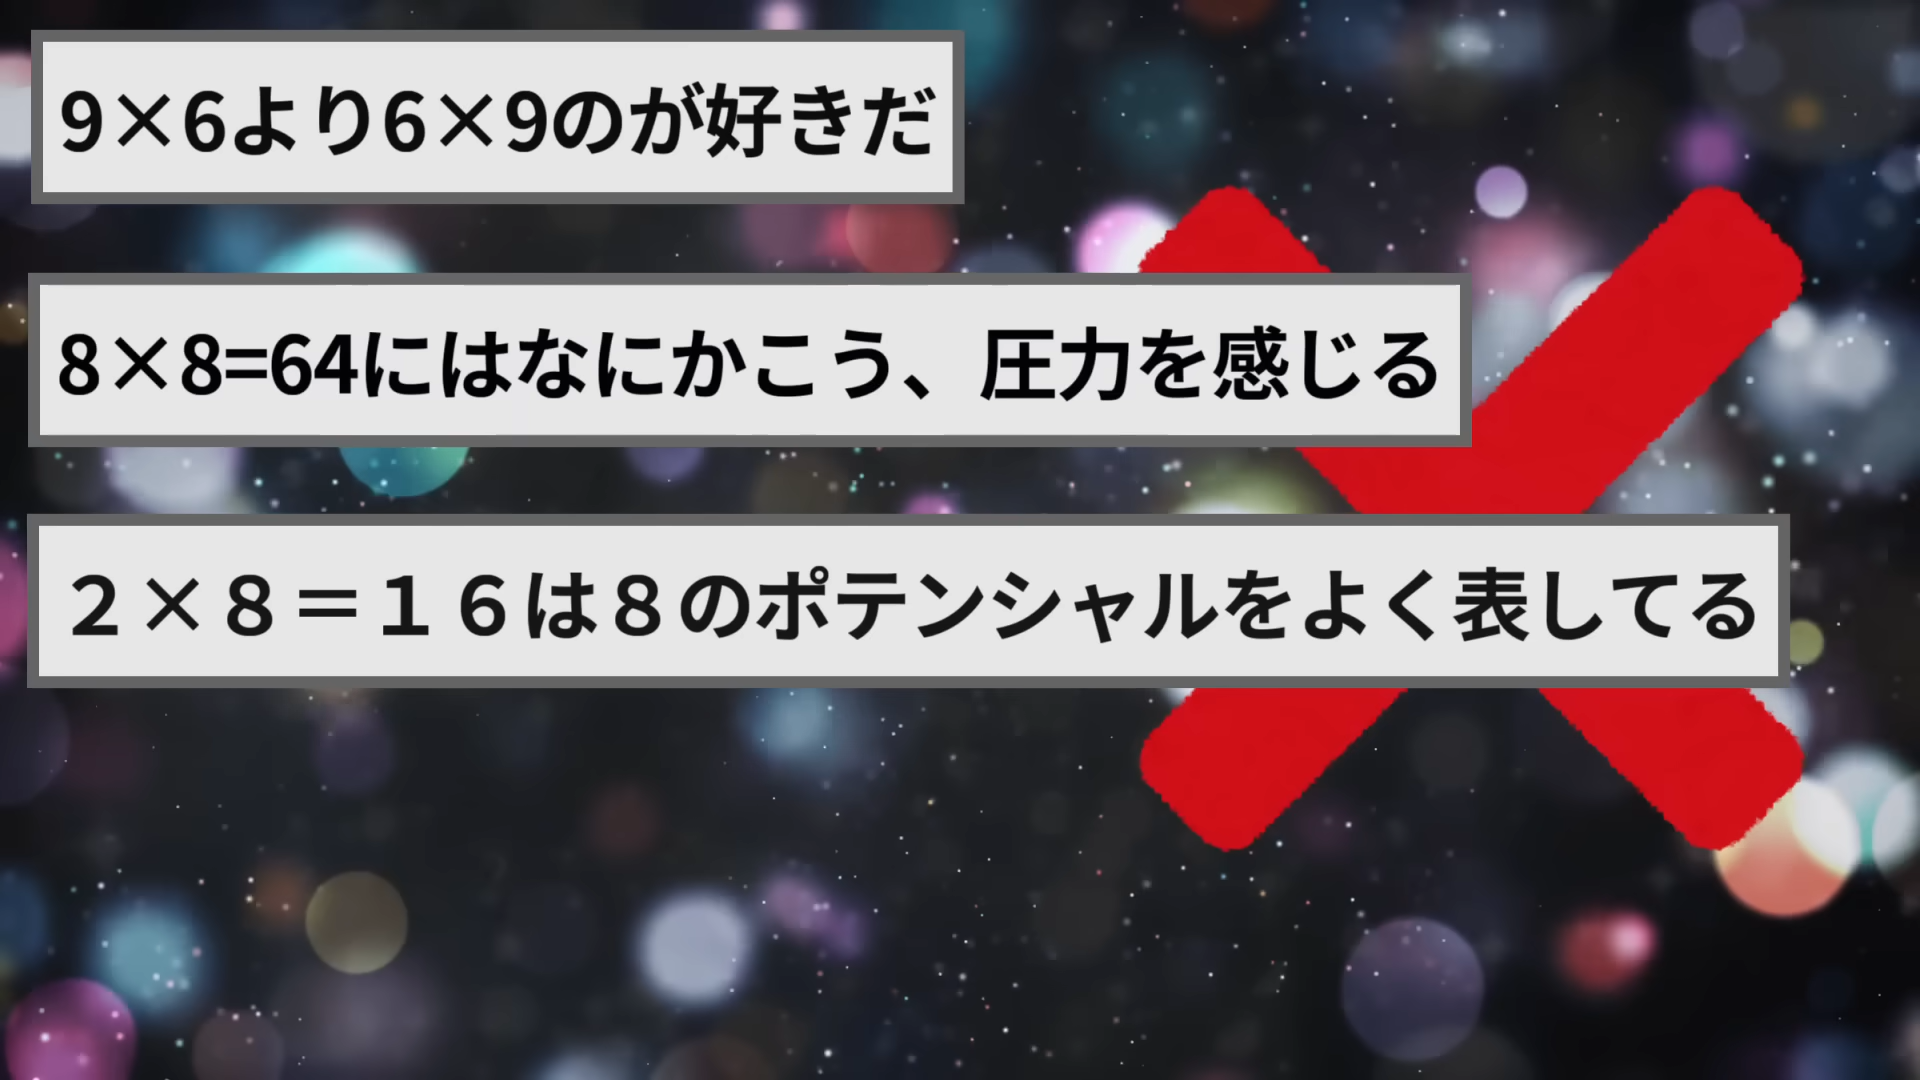 9×6より6×9のが好きだ
8×8=64にはなにかこう、圧力を感じる
２×８＝１６は８のポテンシャルをよく表してる